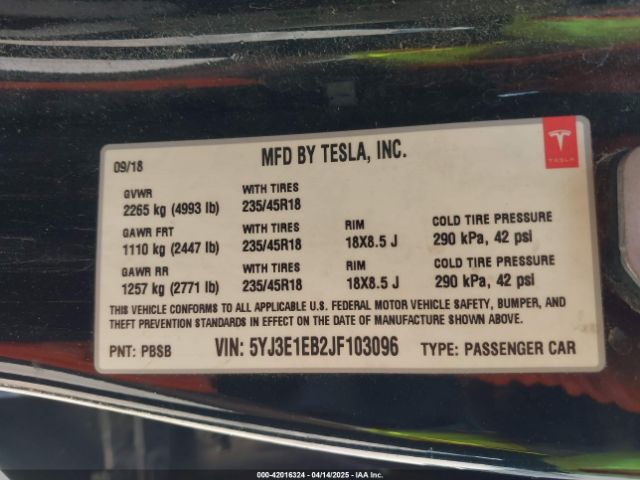 09/18
MFD BY TESLA, INC.
TESLA
GVWR
WITH TIRES
2265 kg (4993 lb)
235/45R18
GAWR FRT
WITH TIRES
RIM
COLD TIRE PRESSURE
1110 kg (2447 lb)
235/45R18
18X8.5 J
290 kPa, 42 psi
GAWR RR
WITH TIRES
RIM
COLD TIRE PRESSURE
1257 kg (2771 lb)
235/45R18
18X8.5 J
290 kPa, 42 psi
THIS VEHICLE CONFORMS TO ALL APPLICABLE U.S. FEDERAL MOTOR VEHICLE SAFETY, BUMPER, AND
THEFT PREVENTION STANDARDS IN EFFECT ON THE DATE OF MANUFACTURE SHOWN ABOVE.
PNT: PBSB
VIN: 5YJ3E1EB2JF103096
TYPE: PASSENGER CAR
000-42016324 - 04/14/2025 - IAA Inc.